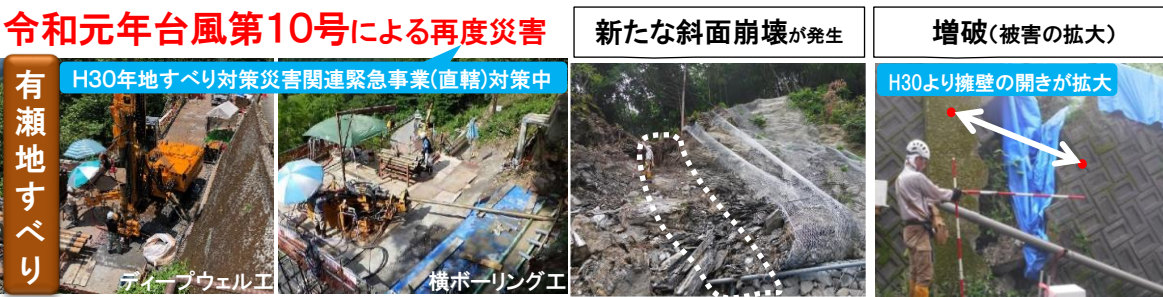 令和元年台風第10号による再度災害
新たな斜面崩壊が発生
増破(被害の拡大)
有瀬地すべり
H30年地すべり対策災害関連緊急事業(直轄)対策中
H30より擁壁の開きが拡大
ディープウェル工
横ボーリング工